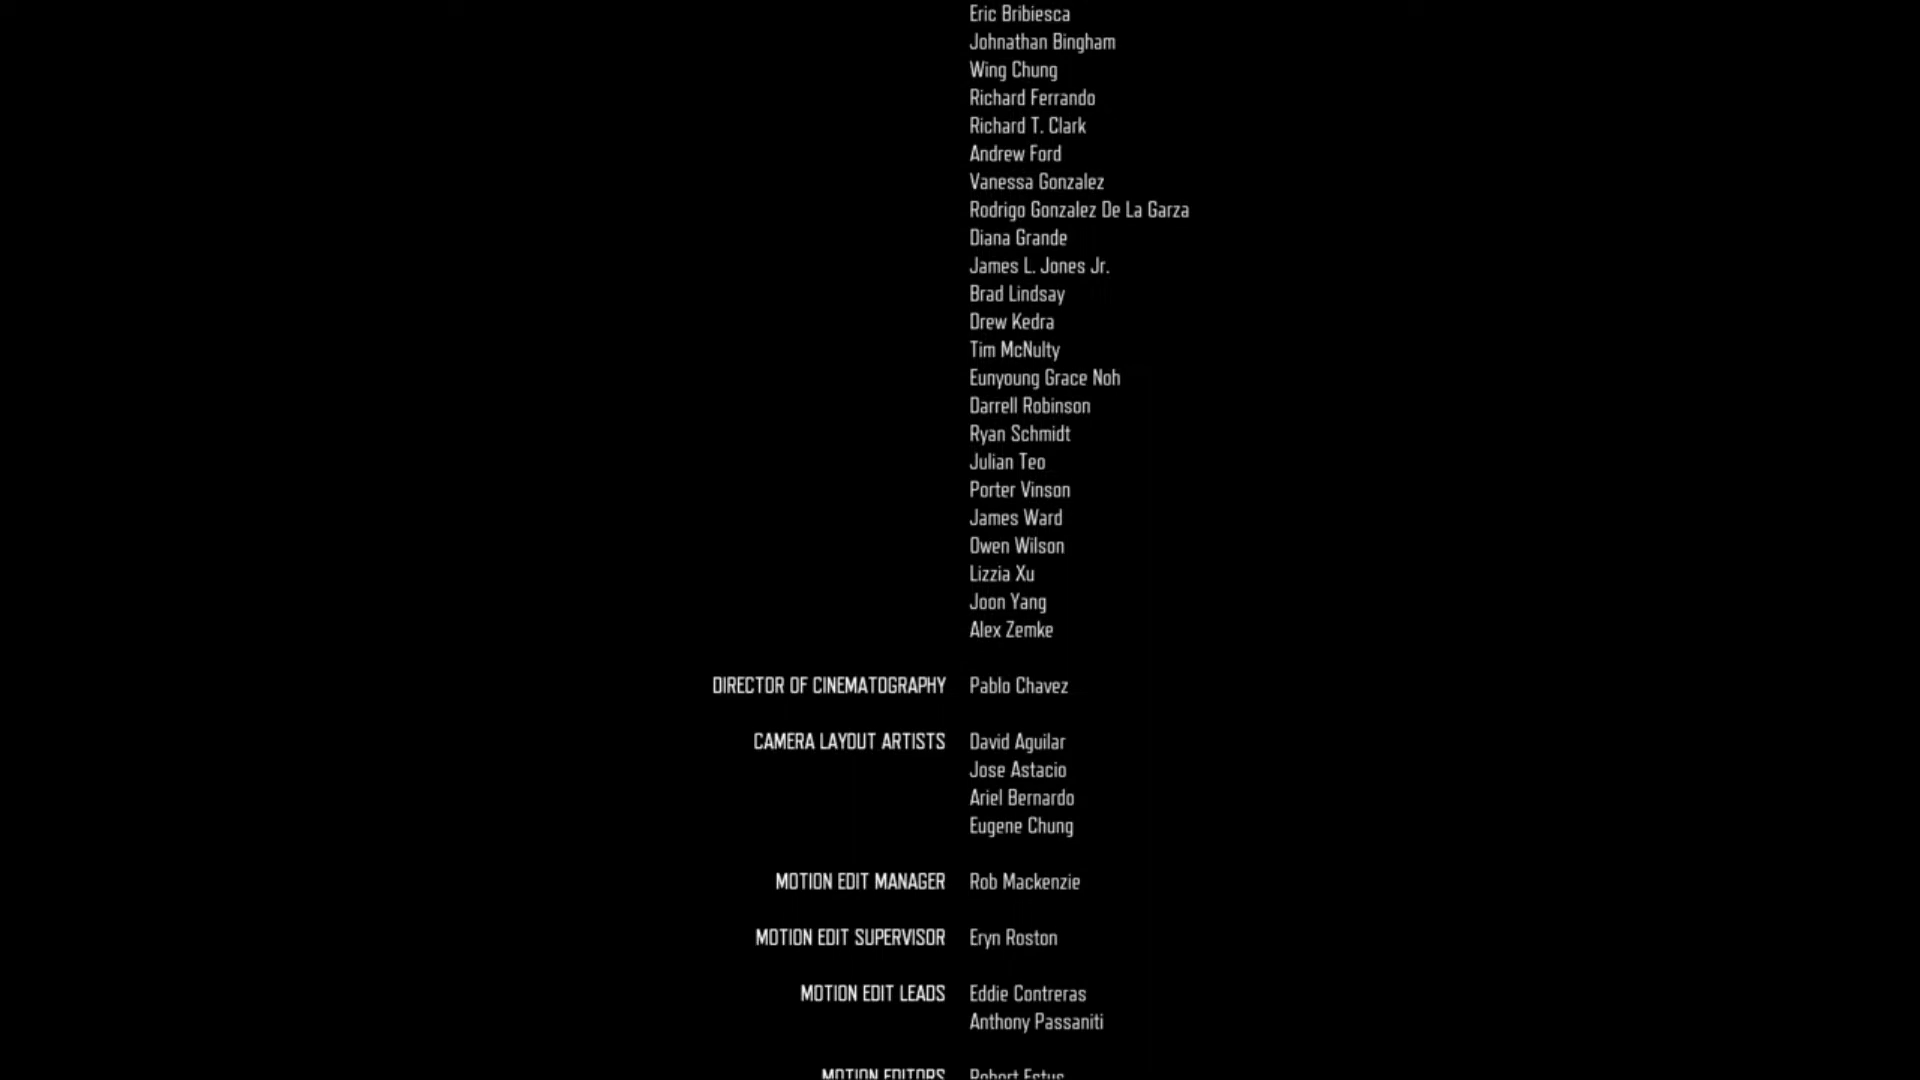 Eric Bribiesca
Johnathan Bingham
Wing Chung
Richard Ferrando
Richard T. Clark
Andrew Ford
Vanessa Gonzalez
Rodrigo Gonzalez De La Garza
Diana Grande
James L. Jones Jr.
Brad Lindsay
Drew Kedra
Tim McNulty
Eunyoung Grace Noh
Darrell Robinson
Ryan Schmidt
Julian Teo
Porter Vinson
James Ward
Owen Wilson
Lizzia Xu
Joon Yang
Alex Zemke
DIRECTOR OF CINEMATOGRAPHY Pablo Chavez
CAMERA LAYOUT ARTISTS David Aguilar
Jose Astacio
Ariel Bernardo
Eugene Chung
MOTION EDIT MANAGER Rob Mackenzie
MOTION EDIT SUPERVISOR Eryn Roston
MOTION EDIT LEADS Eddie Contreras
Anthony Passaniti
MOTION EDITORS Robert Estus